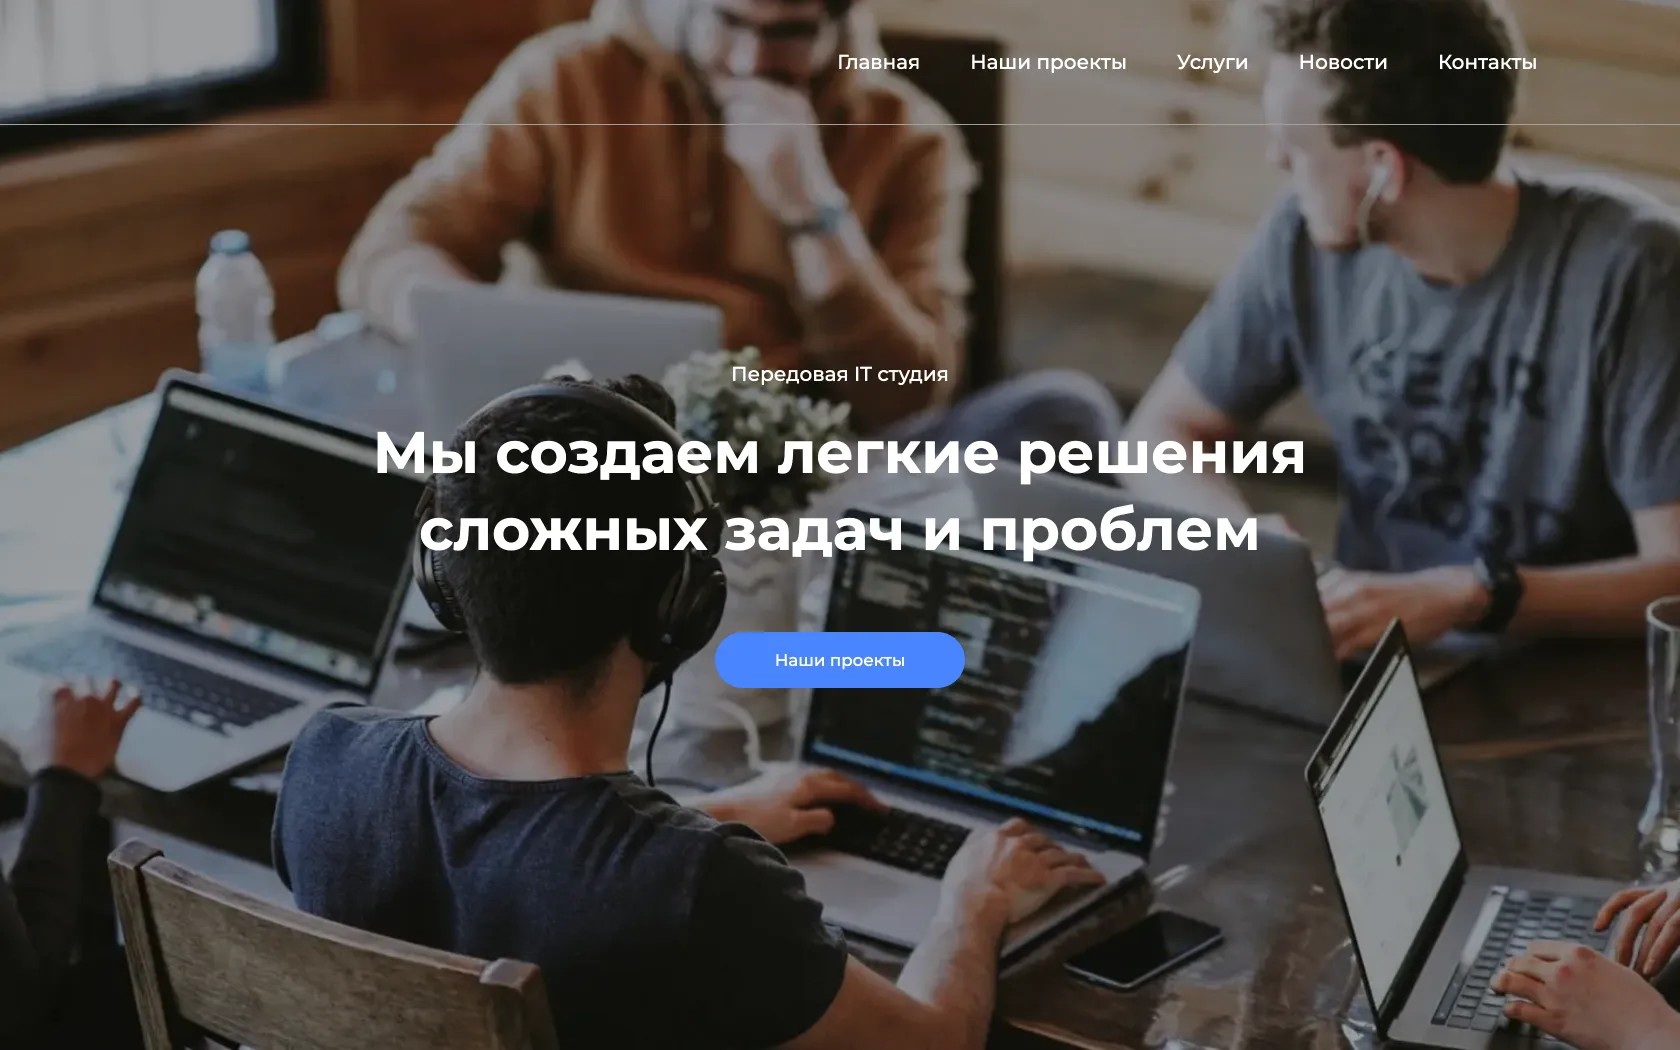 Главная Наши проекты Услуги Новости Контакты
Передовая IT студия
Мы создаем легкие решения
сложных задач и проблем
Наши проекты